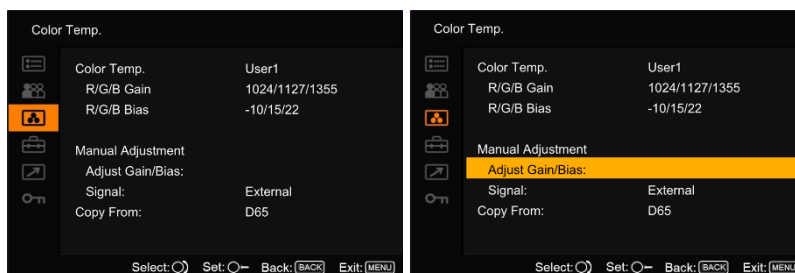 Color Temp.
Color Temp. User1
R/G/B Gain 1024/1127/1355
R/G/B Bias -10/15/22
Manual Adjustment
Adjust Gain/Bias:
Signal: External
Copy From: D65
Select: Set: Back: BACK Exit: MENU
Color Temp.
Color Temp. User1
R/G/B Gain 1024/1127/1355
R/G/B Bias -10/15/22
Manual Adjustment
Adjust Gain/Bias:
Signal: External
Copy From: D65
Select: Set: Back: BACK Exit: MENU